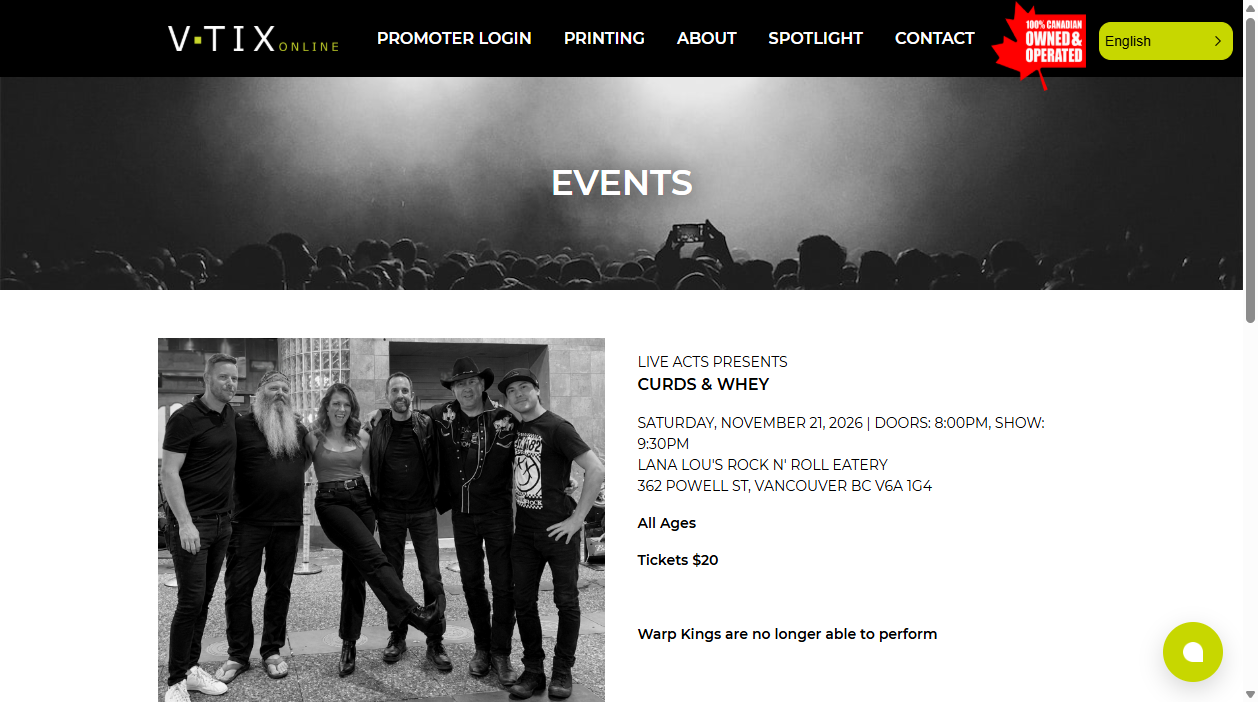 V·TIX ONLINE
PROMOTER LOGIN
PRINTING
ABOUT
SPOTLIGHT
CONTACT
100% CANADIAN
OWNED &
OPERATED
English
EVENTS
LIVE ACTS PRESENTS
CURDS & WHEY
SATURDAY, NOVEMBER 21, 2026 | DOORS: 8:00PM, SHOW:
9:30PM
LANA LOU'S ROCK N' ROLL EATERY
362 POWELL ST, VANCOUVER BC V6A 1G4
All Ages
Tickets $20
Warp Kings are no longer able to perform